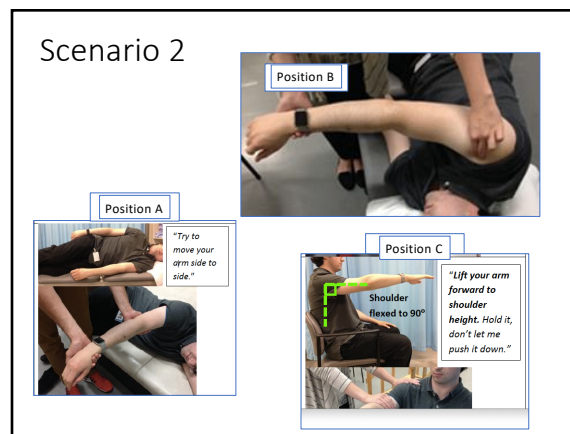 Scenario 2
Position B
Position A
"Try to
move your
arm side to
side."
Position C
Shoulder
flexed to 90°
"Lift your arm
forward to
shoulder
height. Hold it,
don't let me
push it down."